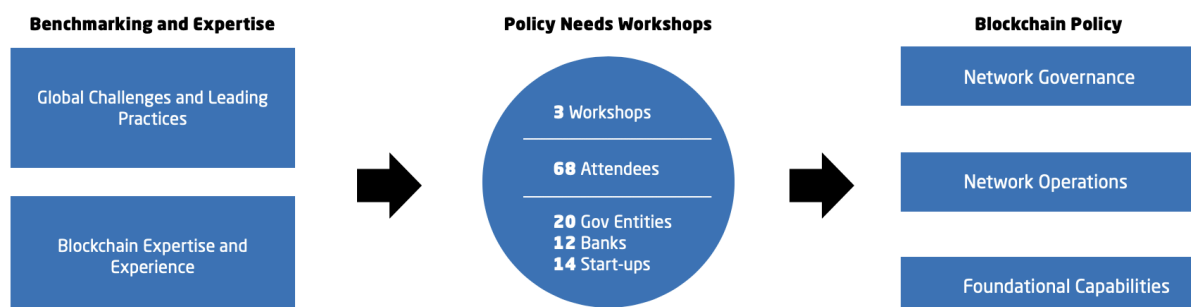 Benchmarking and Expertise
Global Challenges and Leading
Practices
Blockchain Expertise and
Experience
Policy Needs Workshops
3 Workshops
68 Attendees
20 Gov Entities
12 Banks
14 Start-ups
Blockchain Policy
Network Governance
Network Operations
Foundational Capabilities